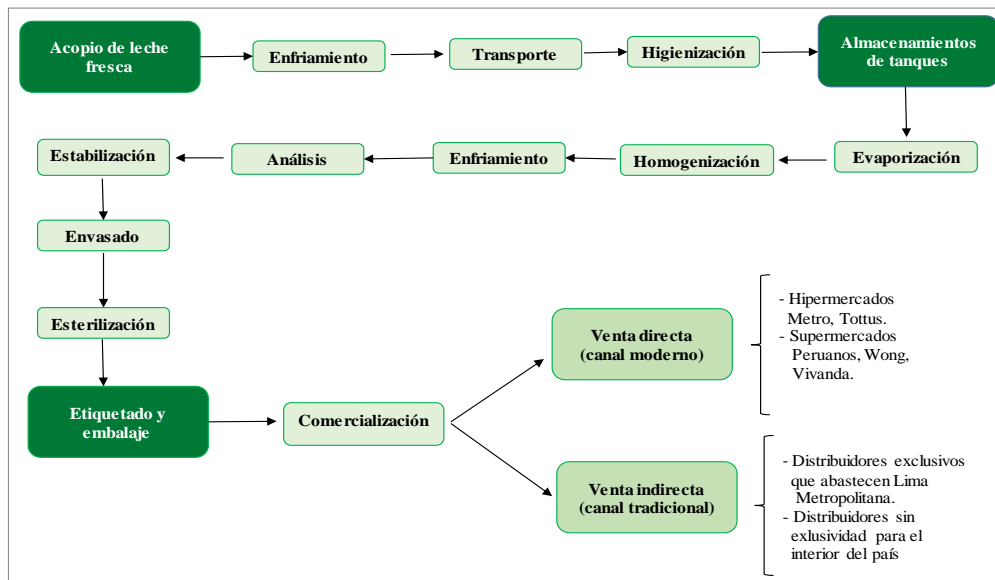 Acopio de leche
fresca
Enfriamiento
Transporte
Higienización
Almacenamientos
de tanques
Estabilización
Análisis
Enfriamiento
Homogenización
Evaporización
Envasado
Esterilización
Etiquetado y
embalaje
Comercialización
Venta directa
(canal moderno)
- Hipermercados
Metro, Tottus.
- Supermercados
Peruanos, Wong,
Vivanda.
Venta indirecta
(canal tradicional)
- Distribuidores exclusivos
que abastecen Lima
Metropolitana.
- Distribuidores sin
exlusividad para el
interior del país